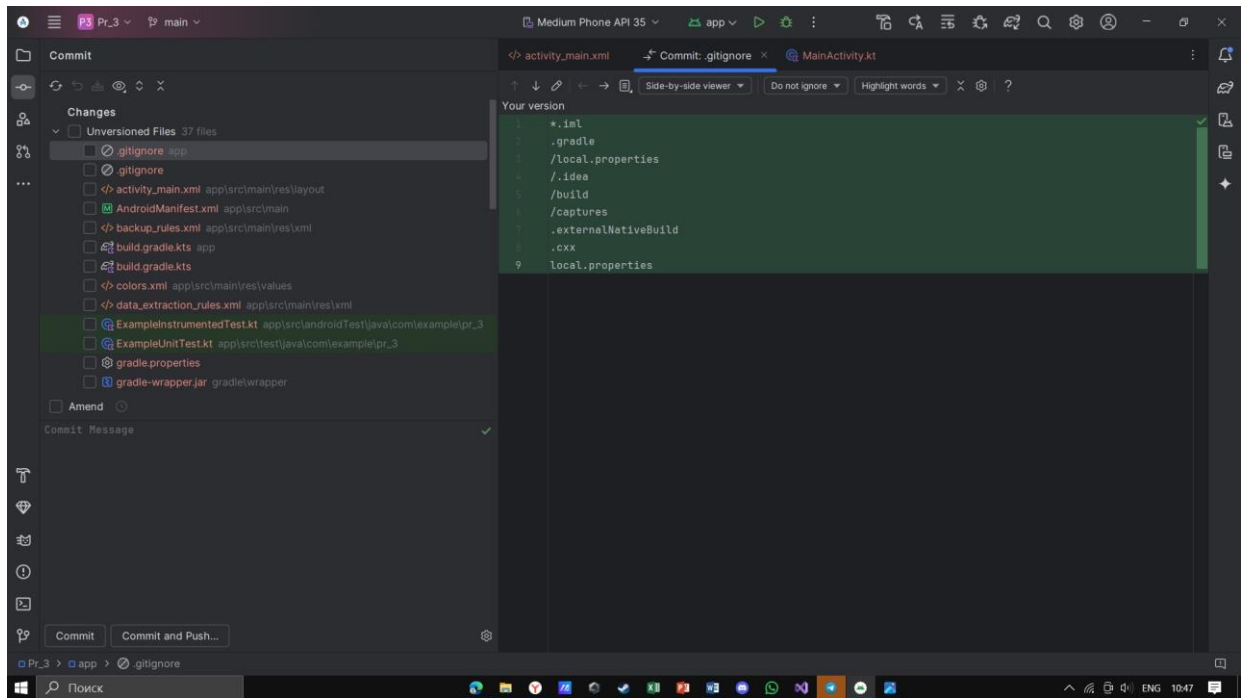 P3 Pr_3 main Medium Phone API 35 app
Commit
activity_main.xml Commit: .gitignore MainActivity.kt
Side-by-side viewer Do not ignore Highlight words ?
Your version
Changes
Unversioned Files 37 files
.gitignore app
.gitignore
activity_main.xml app\src\main\res\layout
AndroidManifest.xml app\src\main
backup_rules.xml app\src\main\res\xml
build.gradle.kts app
build.gradle.kts
colors.xml app\src\main\res\values
data_extraction_rules.xml app\src\main\res\xml
ExampleInstrumentedTest.kt app\src\androidTest\java\com\example\pr_3
ExampleUnitTest.kt app\src\test\java\com\example\pr_3
gradle.properties
gradle-wrapper.jar gradle\wrapper
Amend
Commit Message
Commit Commit and Push...
1 *.iml
2 .gradle
3 /local.properties
4 /.idea
5 /build
6 /captures
7 .externalNativeBuild
8 .cxx
9 local.properties
Pr_3 > app > .gitignore
Поиск
ENG 10:47